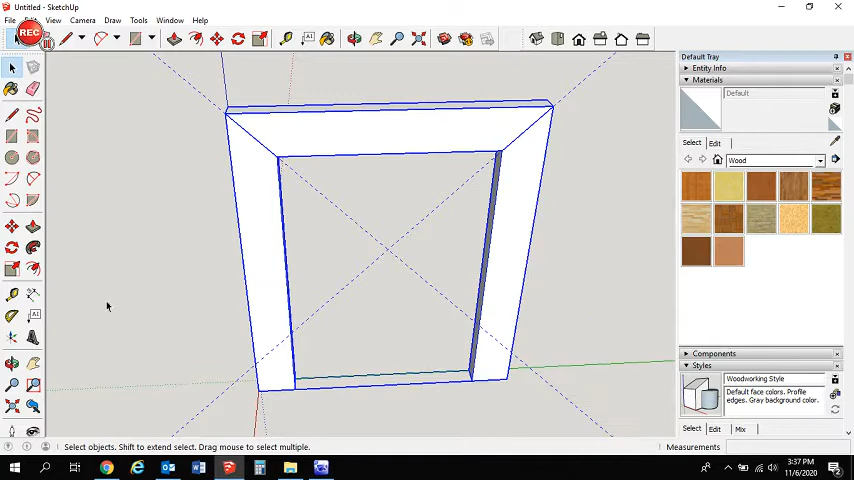 Untitled - SketchUp
View Camera Draw Tools Window Help
REC
Default Tray
Entity Info
Materials
Default
Select Edit
Wood
Components
Styles
Woodworking Style
Default face colors. Profile
edges. Gray background color.
Select Edit Mix
Select objects. Shift to extend select. Drag mouse to select multiple.
Measurements
3:37 PM
11/6/2020